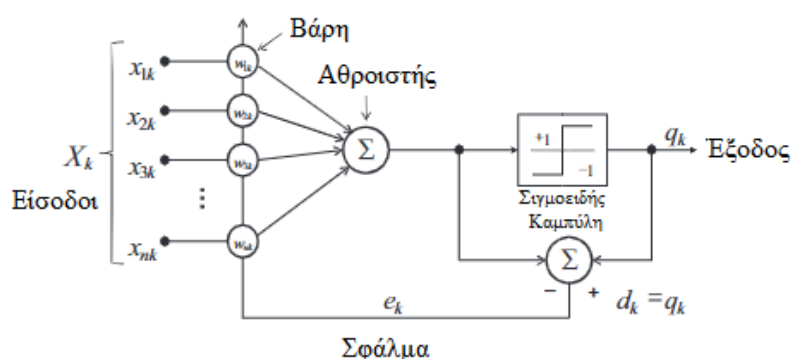 Βάρη
Αθροιστής
x1k
x2k
x3k
⋮
xnk
Xk
Είσοδοι
w1k
w2k
w3k
wnk
Σ
+1
−1
Σιγμοειδής
Καμπύλη
qk
Έξοδος
Σ
− +
dk = qk
ek
Σφάλμα